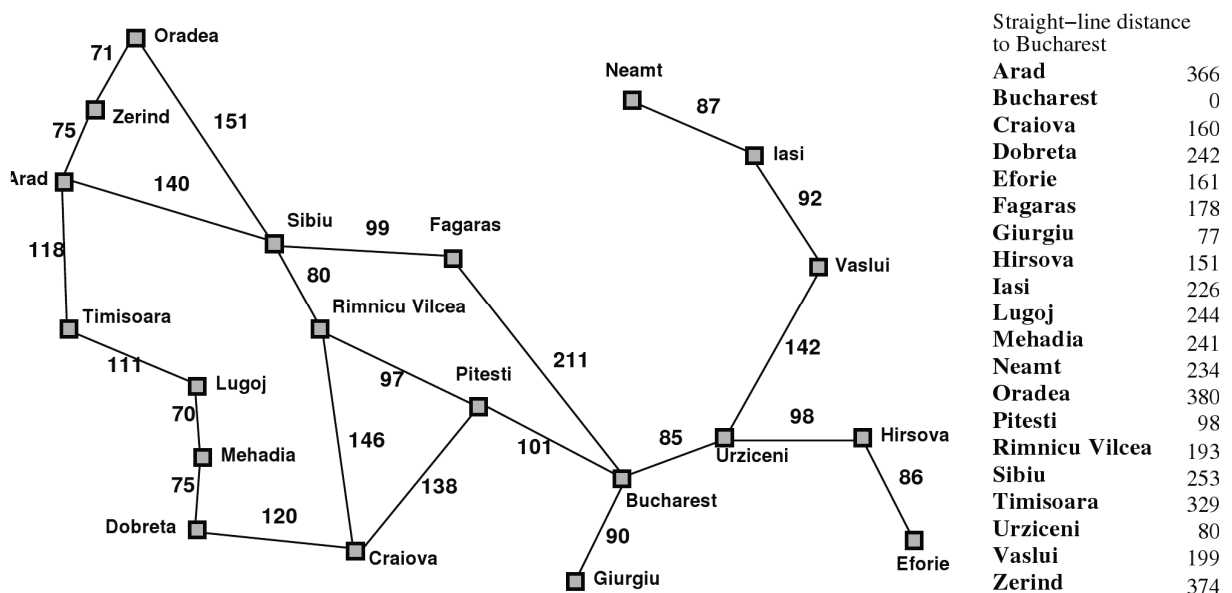 Oradea
71
Neamt
87
Zerind
151
75
Iasi
Arad
140
92
Sibiu
Fagaras
99
118
80
Vaslui
Rimnicu Vilcea
Timisoara
142
111
211
Pitesti
Lugoj
97
70
98
146
85
Hirsova
101
Urziceni
Mehadia
86
75
138
Bucharest
Dobreta
120
90
Craiova
Eforie
Giurgiu
Straight-line distance
to Bucharest
Arad 366
Bucharest 0
Craiova 160
Dobreta 242
Eforie 161
Fagaras 178
Giurgiu 77
Hirsova 151
Iasi 226
Lugoj 244
Mehadia 241
Neamt 234
Oradea 380
Pitesti 98
Rimnicu Vilcea 193
Sibiu 253
Timisoara 329
Urziceni 80
Vaslui 199
Zerind 374